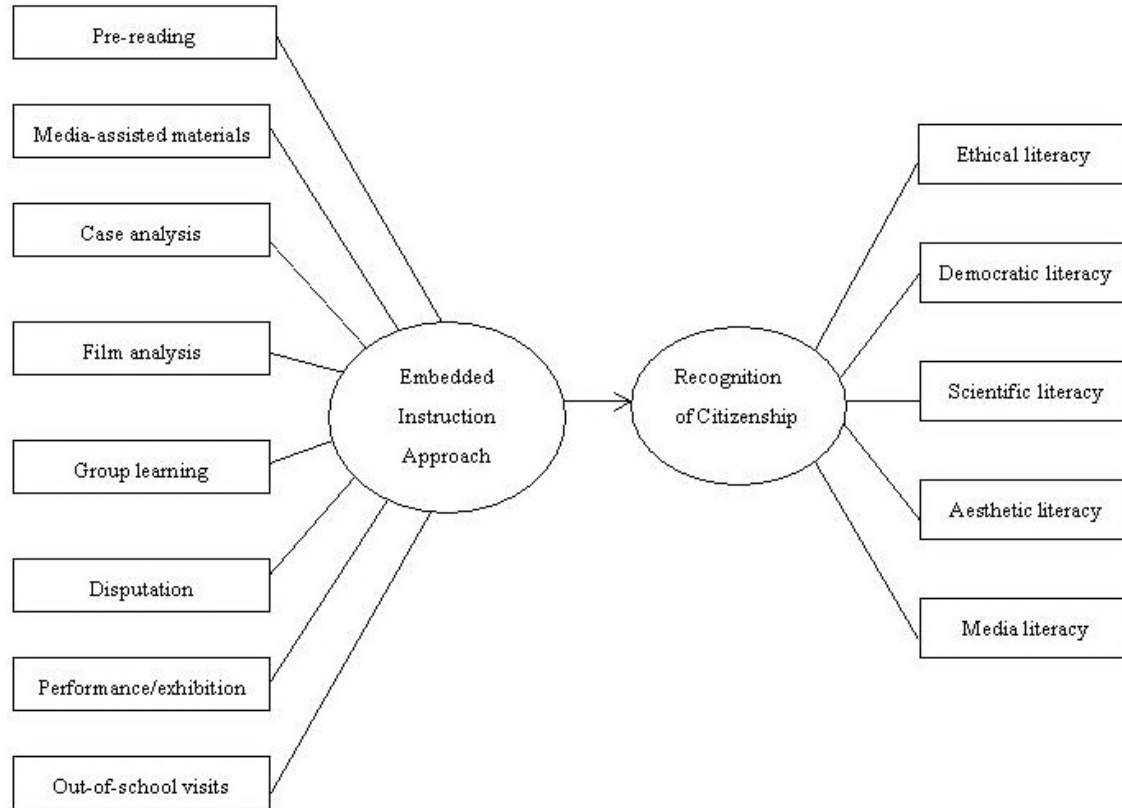 Pre-reading
Media-assisted materials
Case analysis
Film analysis
Group learning
Disputation
Performance/exhibition
Out-of-school visits
Embedded
Instruction
Approach
Recognition
of Citizenship
Ethical literacy
Democratic literacy
Scientific literacy
Aesthetic literacy
Media literacy